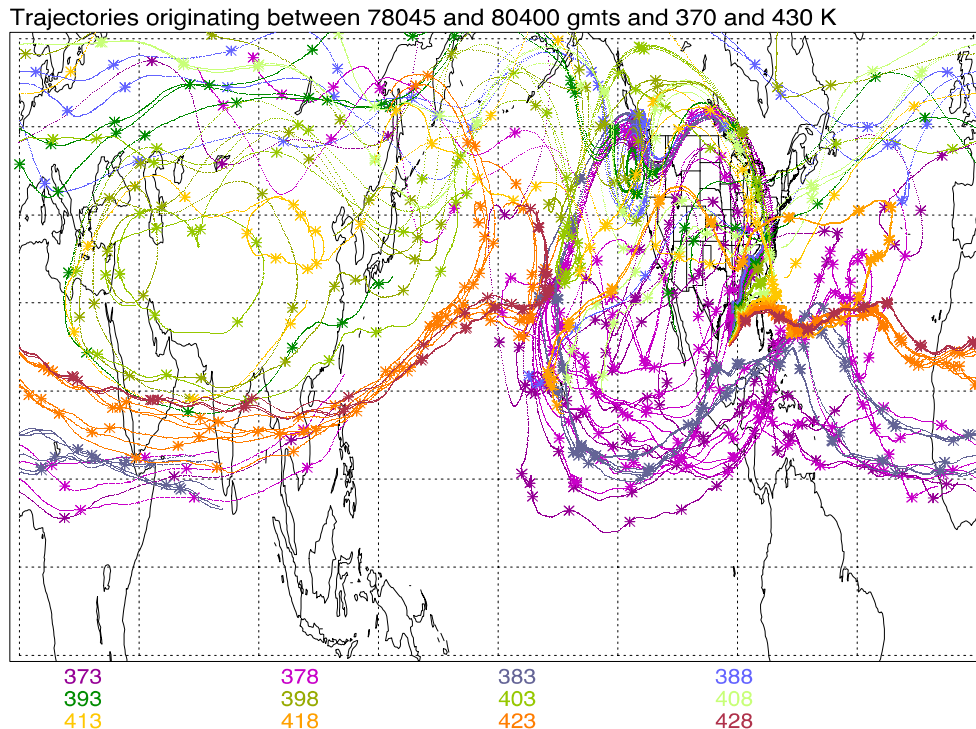 Trajectories originating between 78045 and 80400 gmts and 370 and 430 K
373 378 383 388
393 398 403 408
413 418 423 428